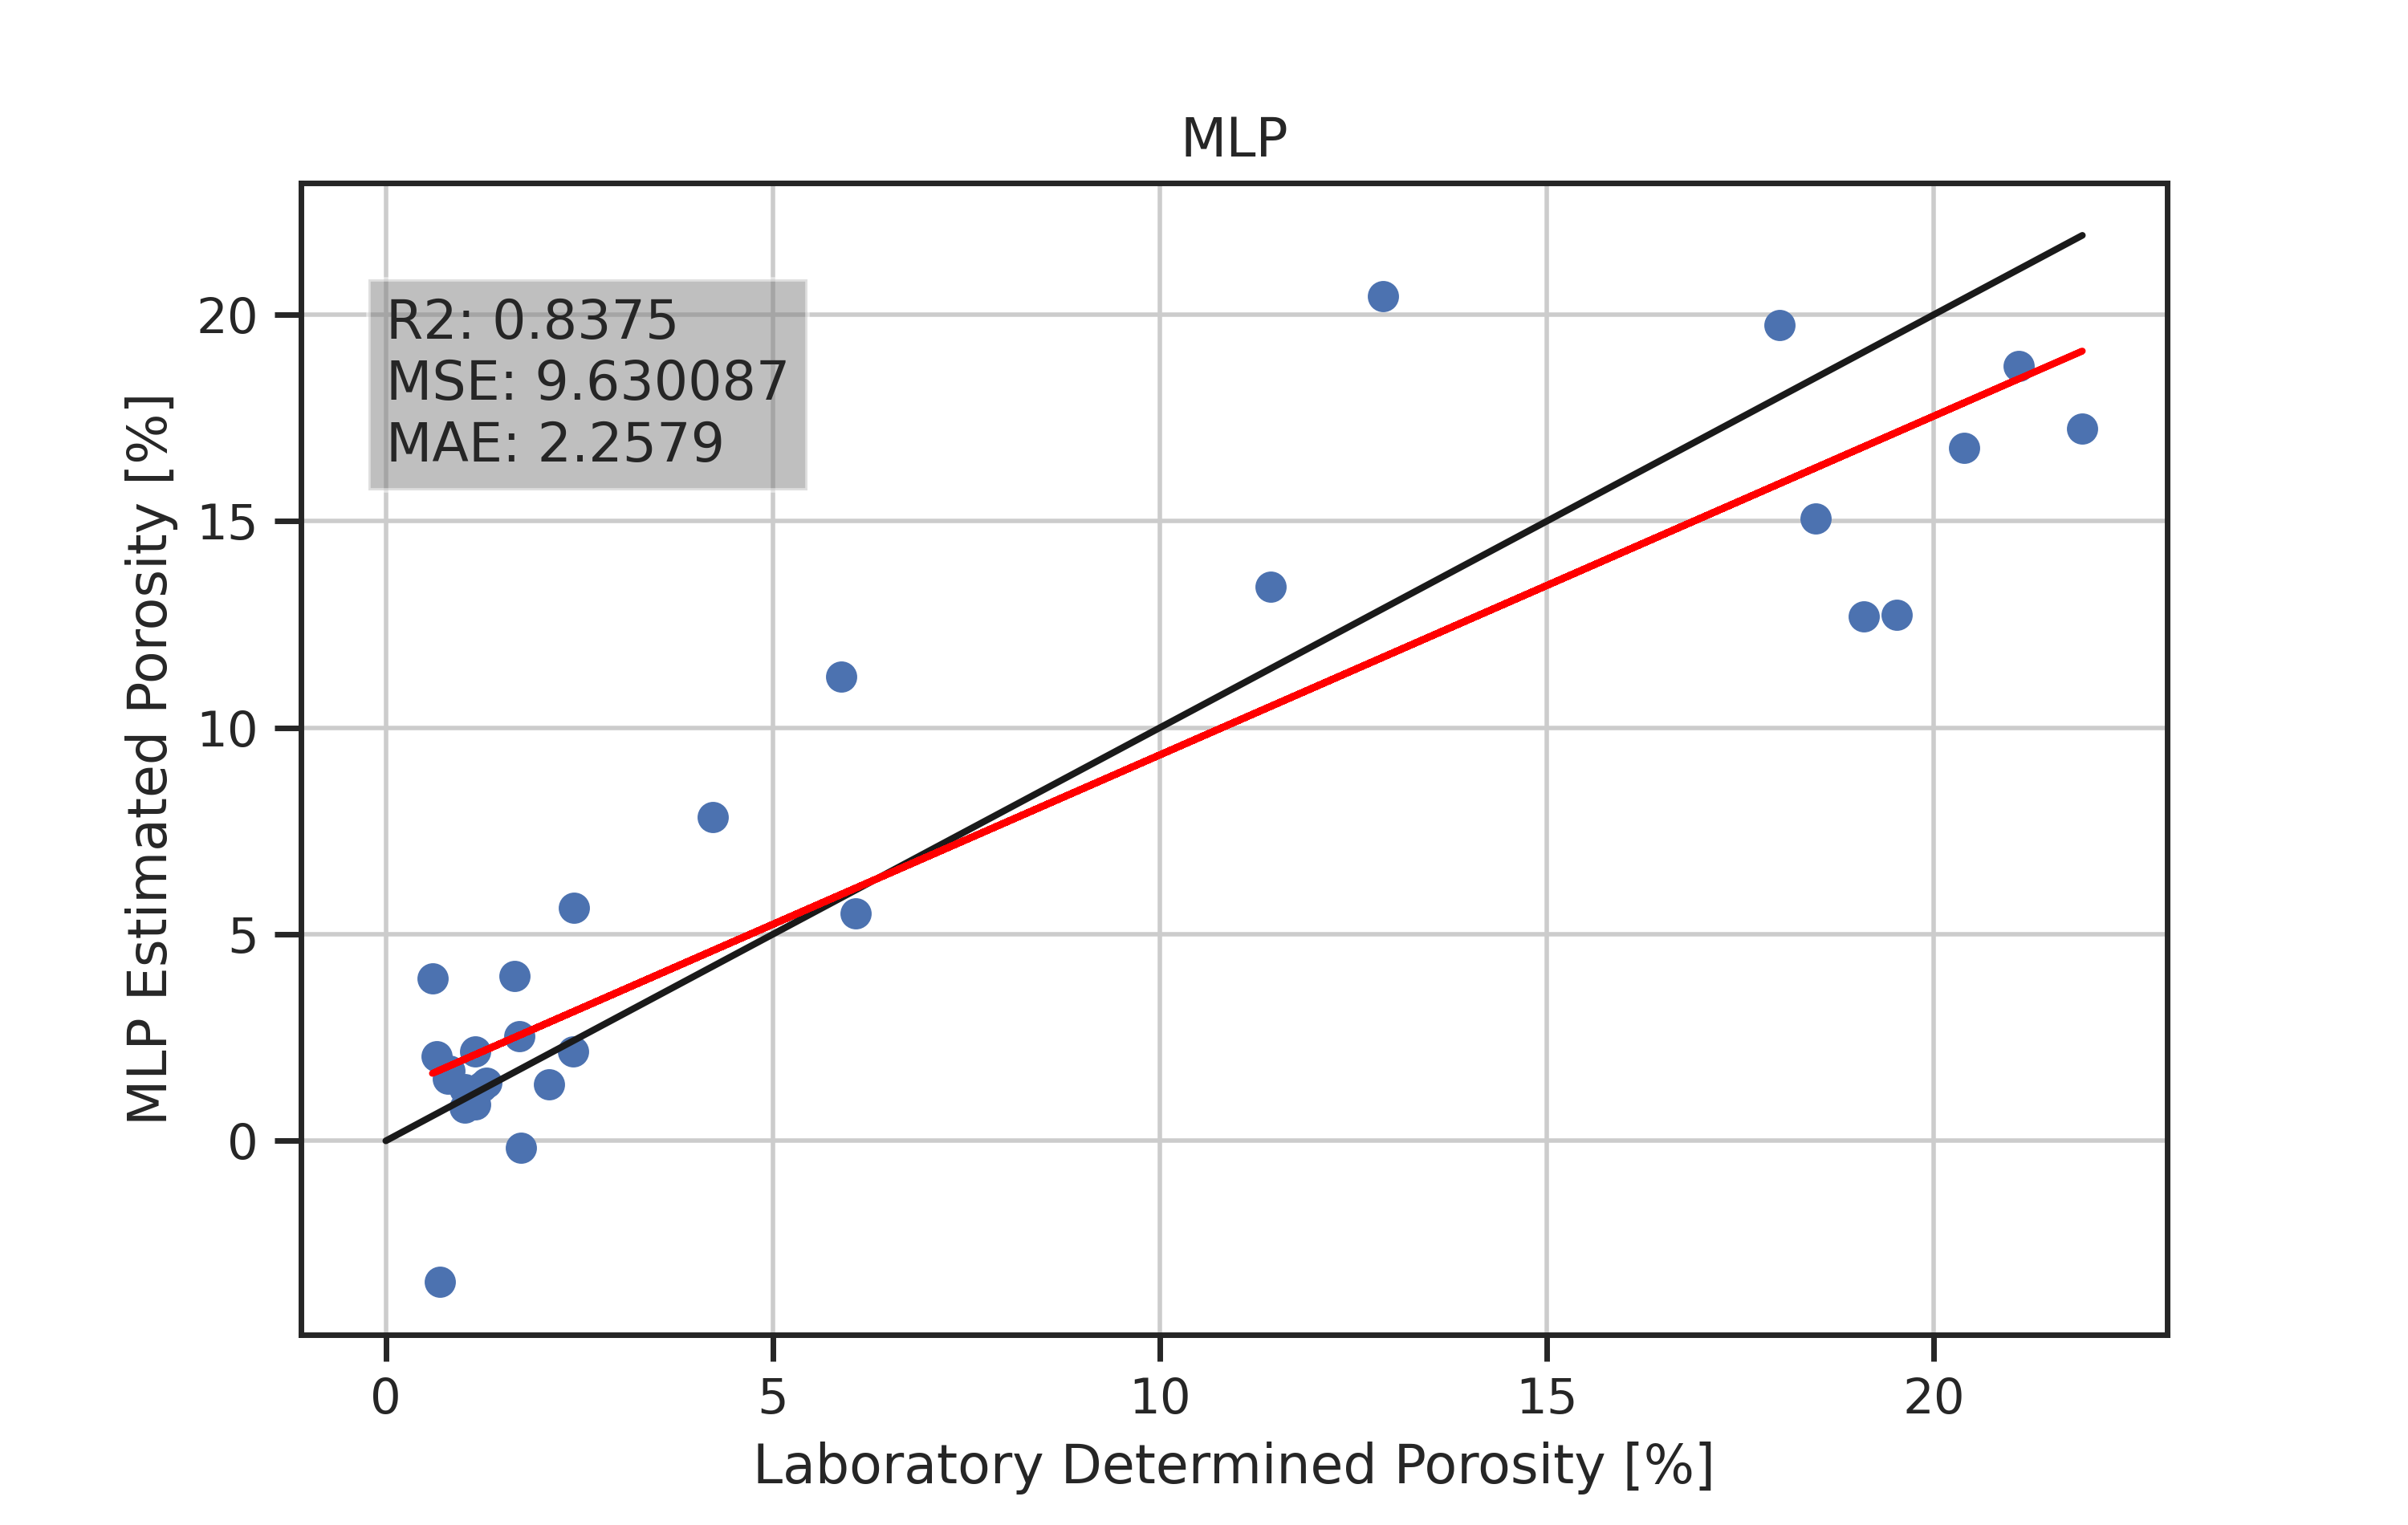 MLP
R2: 0.8375
MSE: 9.630087
MAE: 2.2579
MLP Estimated Porosity [%]
20
15
10
5
0
0 5 10 15 20
Laboratory Determined Porosity [%]